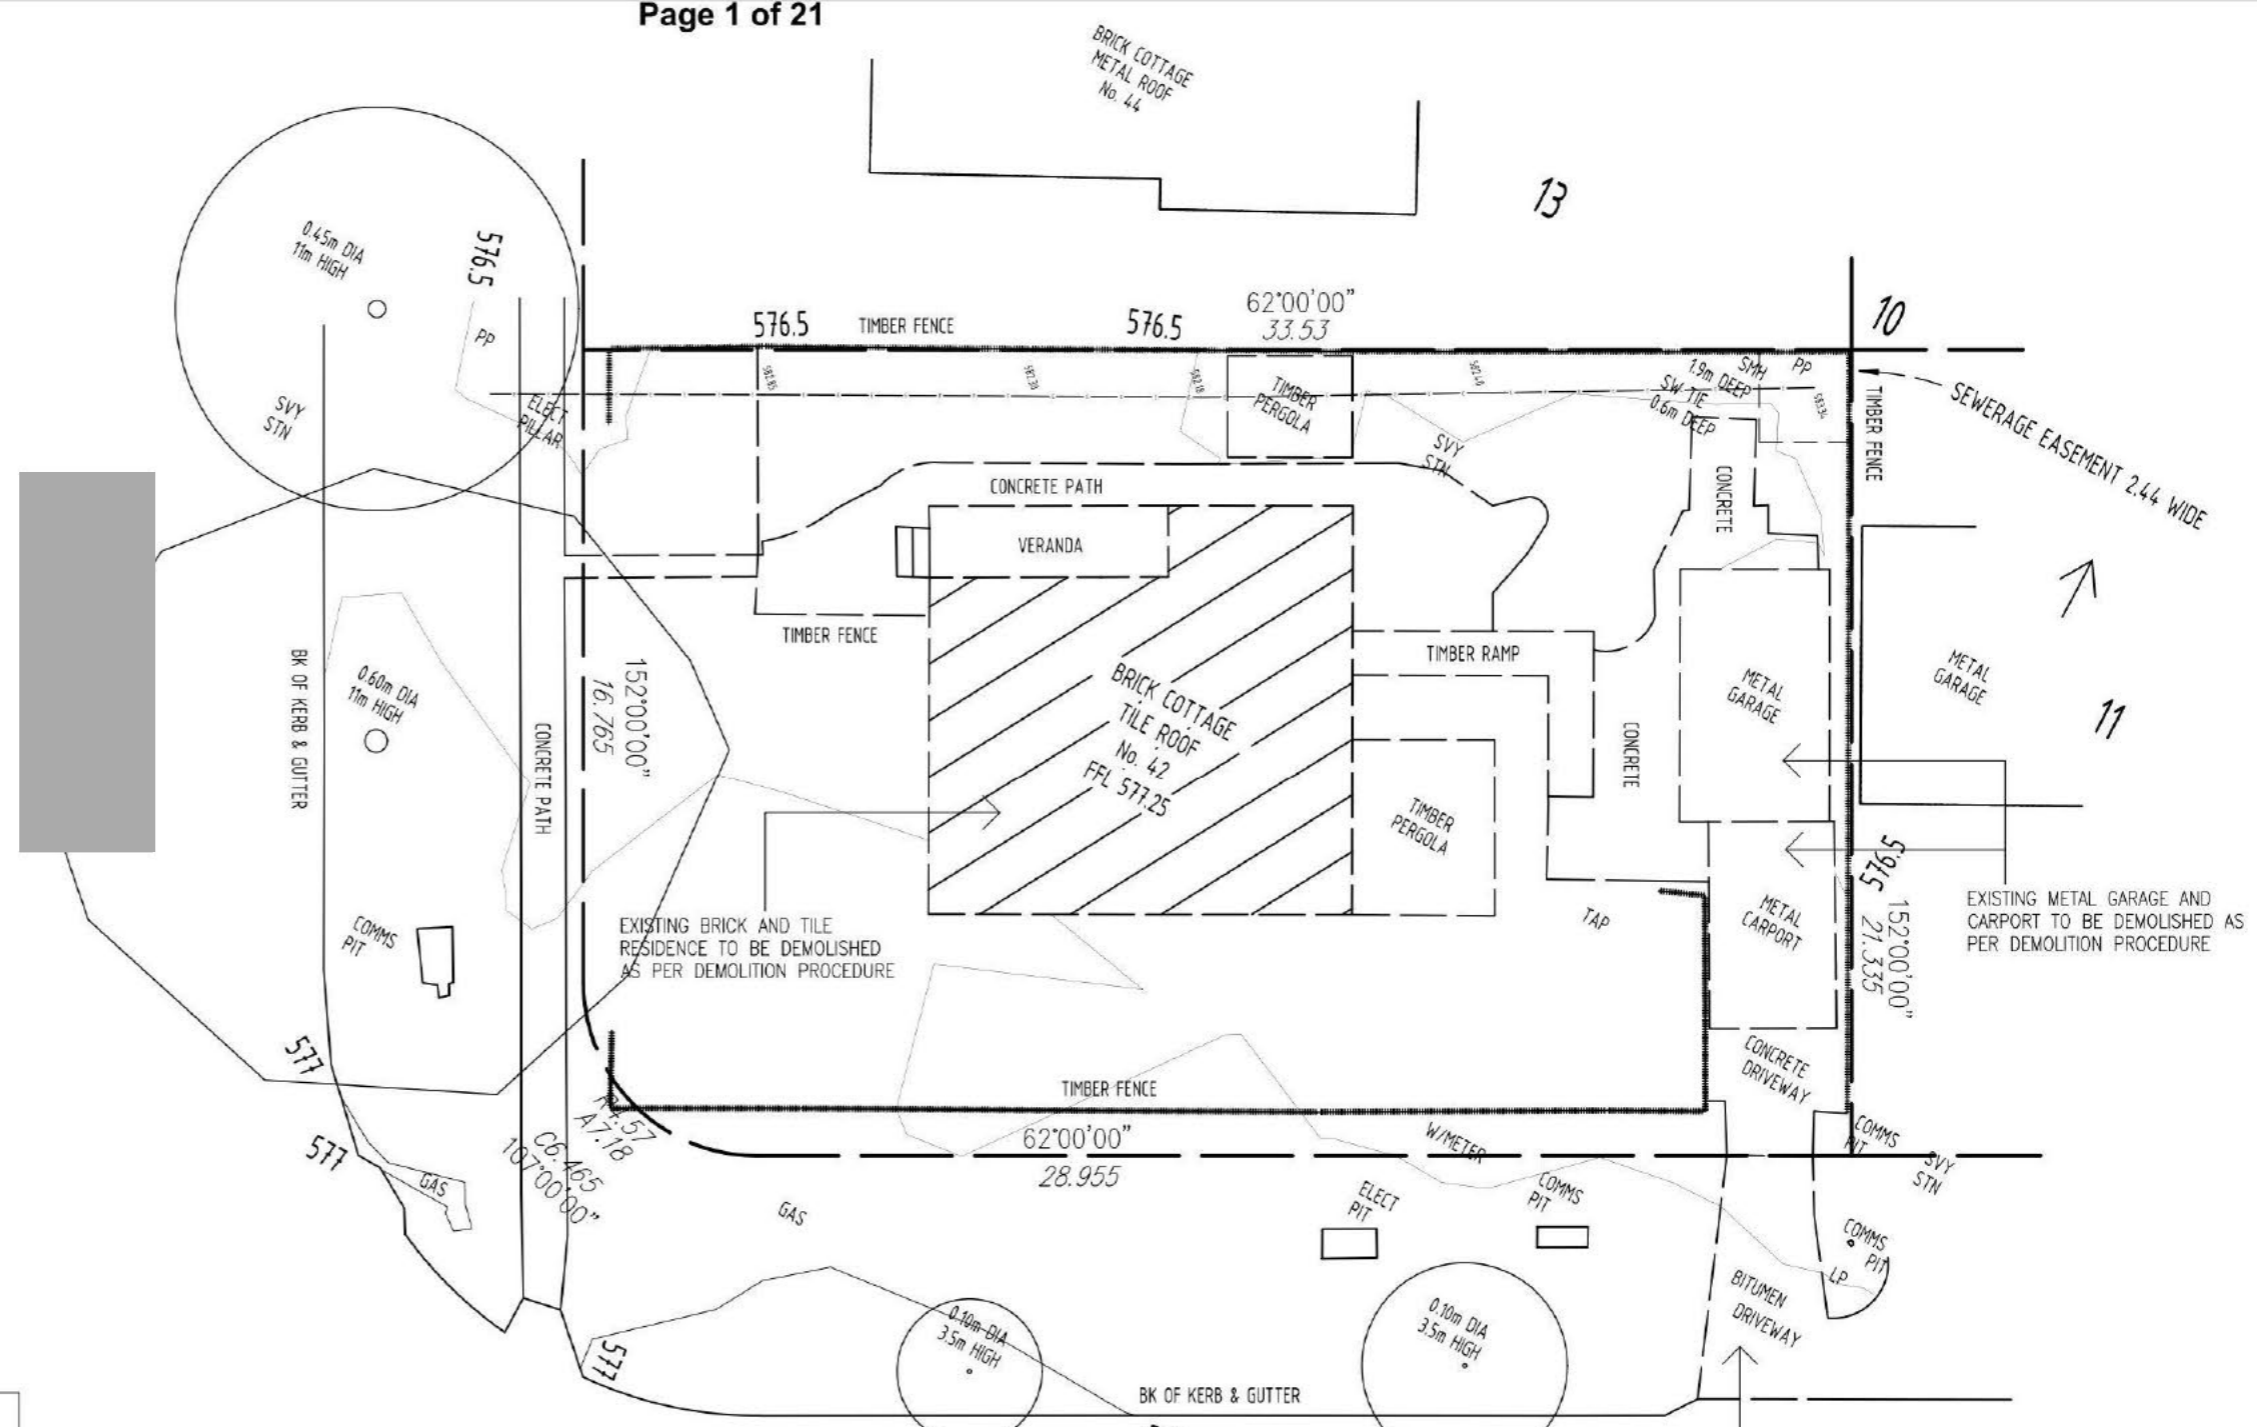 Page 1 of 21
BRICK COTTAGE
METAL ROOF
No. 44
13
0.45m DIA
11m HIGH
576.5
PP
SVY
STN
ELECT
PILLAR
576.5
TIMBER FENCE
576.5
62°00'00"
33.53
10
SMH
PP
1.9m DEEP
SW TIE
0.6m DEEP
TIMBER
PERGOLA
SVY
STN
TIMBER FENCE
SEWERAGE EASEMENT 2.44 WIDE
CONCRETE PATH
CONCRETE
VERANDA
TIMBER FENCE
BK OF KERB & GUTTER
0.60m DIA
11m HIGH
CONCRETE PATH
152°00'00"
16.765
BRICK COTTAGE
TILE ROOF
No. 42
FFL 577.25
TIMBER RAMP
CONCRETE
METAL
GARAGE
METAL
GARAGE
11
TIMBER
PERGOLA
576.5
EXISTING METAL GARAGE AND
CARPORT TO BE DEMOLISHED AS
PER DEMOLITION PROCEDURE
152°00'00"
21.335
COMMS
PIT
EXISTING BRICK AND TILE
RESIDENCE TO BE DEMOLISHED
AS PER DEMOLITION PROCEDURE
TAP
METAL
CARPORT
577
CONCRETE
DRIVEWAY
TIMBER FENCE
R4.57
A7.18
C6.465
107°00'00"
577
GAS
62°00'00"
28.955
W/METER
COMMS
PIT
SVY
STN
GAS
ELECT
PIT
COMMS
PIT
COMMS
PIT
LP
BITUMEN
DRIVEWAY
577
0.10m DIA
3.5m HIGH
0.10m DIA
3.5m HIGH
BK OF KERB & GUTTER